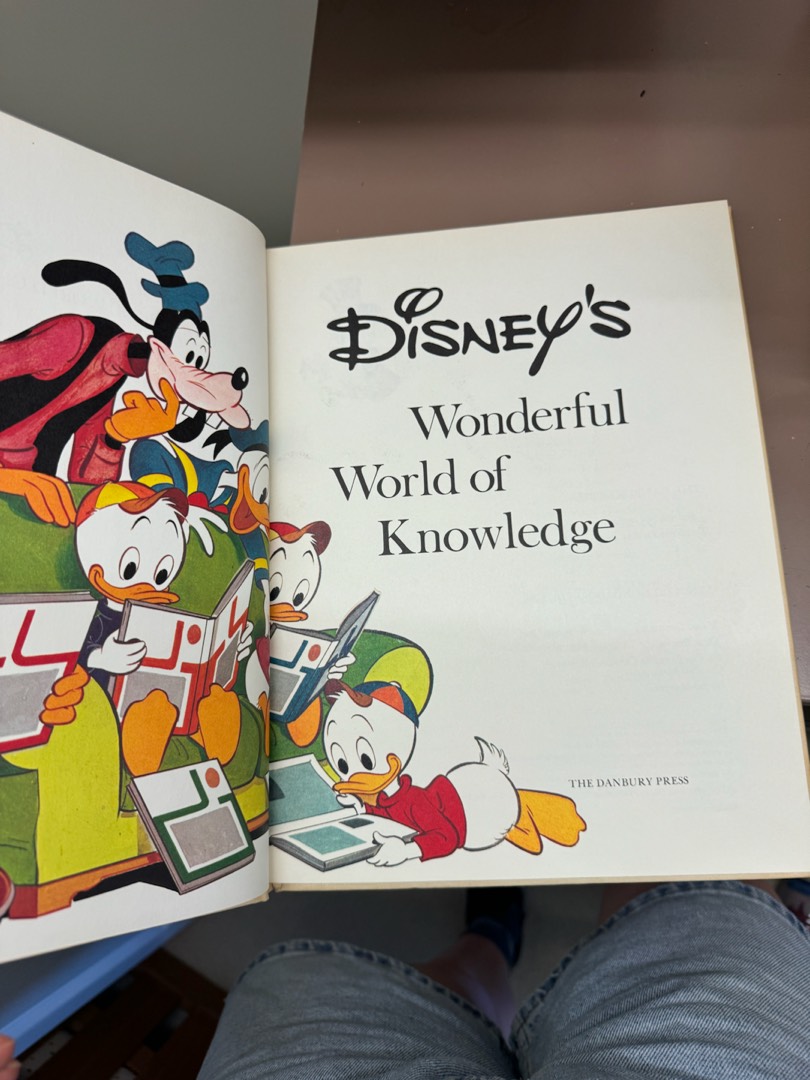 Disney's
Wonderful
World of
Knowledge
THE DANBURY PRESS